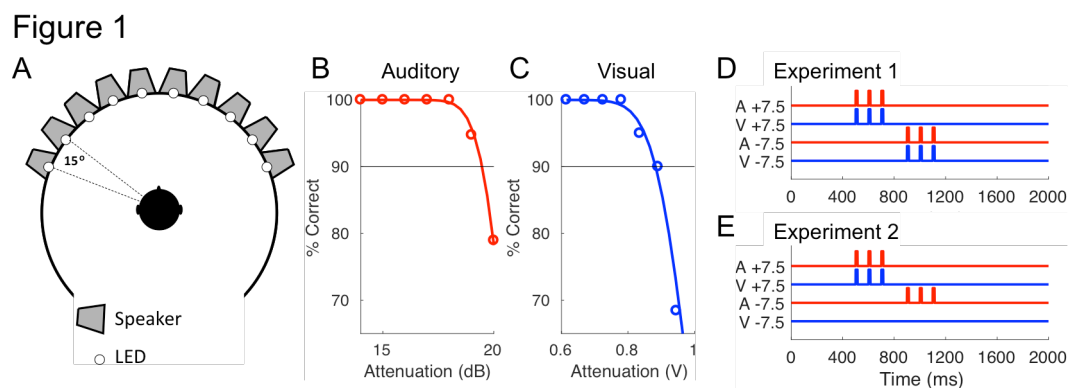 Figure 1
A
15°
Speaker
LED
B
Auditory
% Correct
100
90
80
70
15
20
Attenuation (dB)
C
Visual
% Correct
100
90
80
70
0.6
0.8
1
Attenuation (V)
D
Experiment 1
A +7.5
V +7.5
A -7.5
V -7.5
0 400 800 1200 2000
E
Experiment 2
A +7.5
V +7.5
A -7.5
V -7.5
0 400 800 1200 2000
Time (ms)